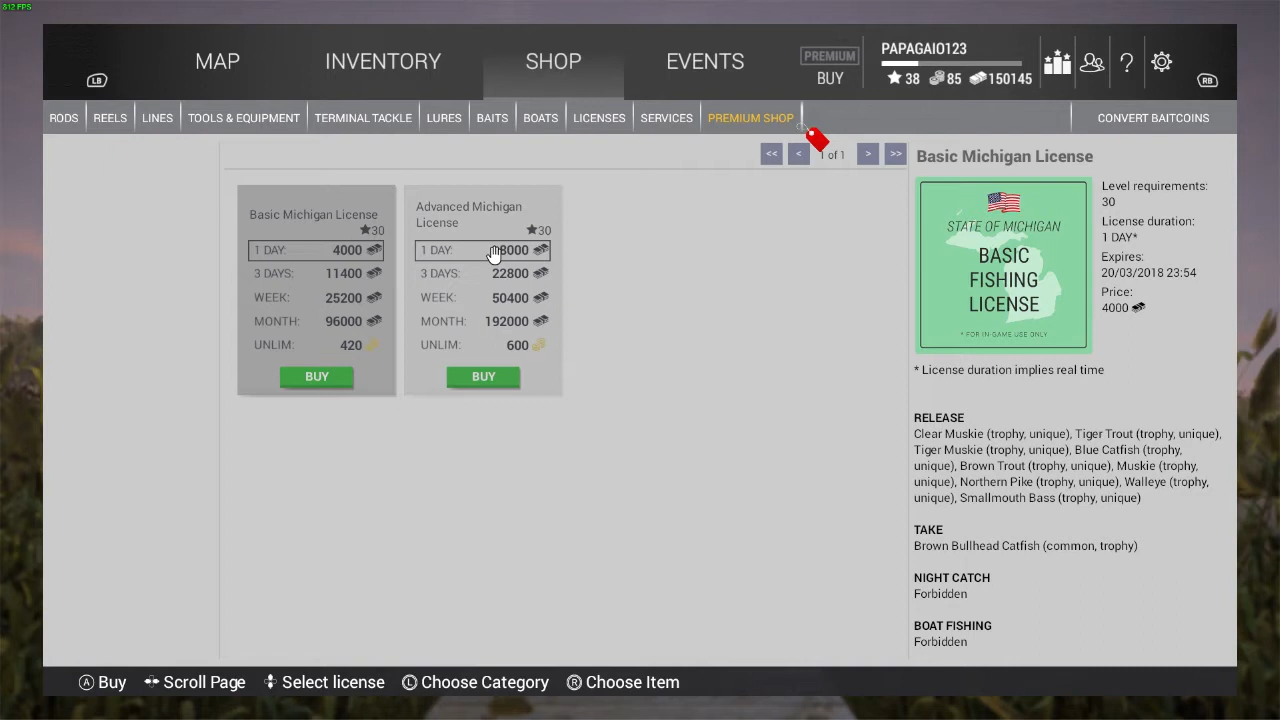 812 FPS
MAP
INVENTORY
SHOP
EVENTS
PREMIUM
BUY
PAPAGAIO123
38
85
150145
LB
RB
RODS
REELS
LINES
TOOLS & EQUIPMENT
TERMINAL TACKLE
LURES
BAITS
BOATS
LICENSES
SERVICES
PREMIUM SHOP
CONVERT BAITCOINS
<<
<
1 of 1
>
>>
Basic Michigan License
30
1 DAY: 4000
3 DAYS: 11400
WEEK: 25200
MONTH: 96000
UNLIM: 420
BUY
Advanced Michigan
License
30
1 DAY: 8000
3 DAYS: 22800
WEEK: 50400
MONTH: 192000
UNLIM: 600
BUY
Basic Michigan License
STATE OF MICHIGAN
BASIC
FISHING
LICENSE
* FOR IN-GAME USE ONLY
Level requirements:
30
License duration:
1 DAY*
Expires:
20/03/2018 23:54
Price:
4000
* License duration implies real time
RELEASE
Clear Muskie (trophy, unique), Tiger Trout (trophy, unique),
Tiger Muskie (trophy, unique), Blue Catfish (trophy,
unique), Brown Trout (trophy, unique), Muskie (trophy,
unique), Northern Pike (trophy, unique), Walleye (trophy,
unique), Smallmouth Bass (trophy, unique)
TAKE
Brown Bullhead Catfish (common, trophy)
NIGHT CATCH
Forbidden
BOAT FISHING
Forbidden
A Buy
Scroll Page
Select license
L Choose Category
R Choose Item